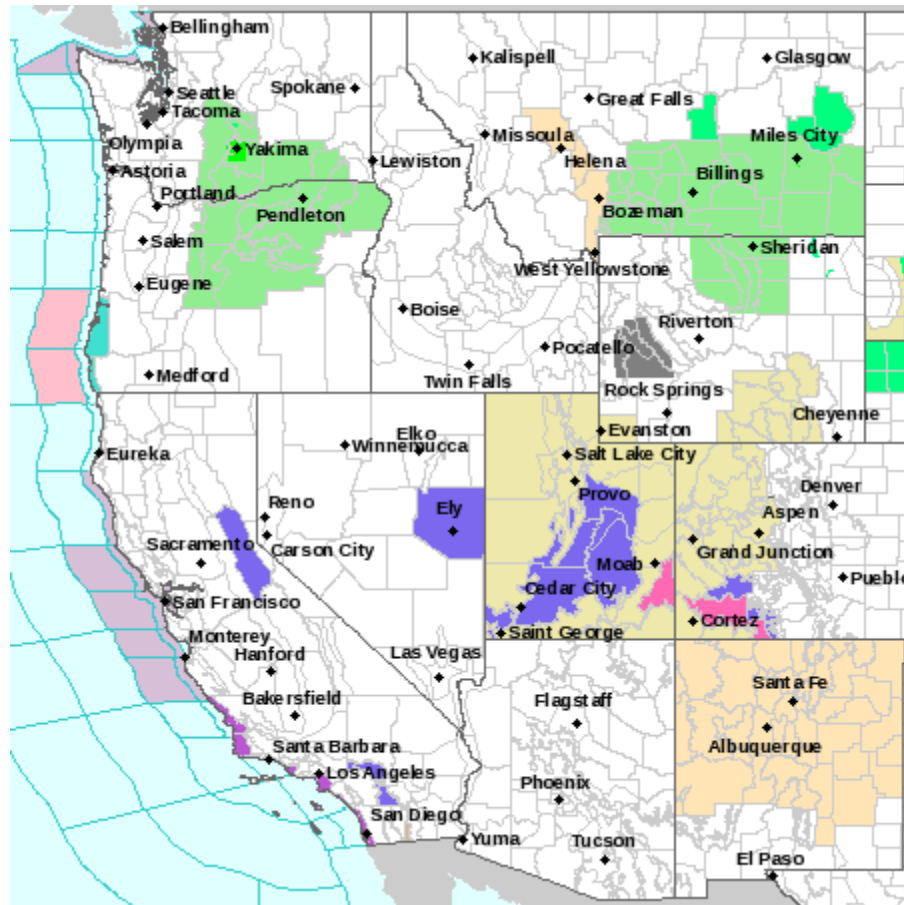 Bellingham
Kalispell
Glasgow
Spokane
Seattle
Great Falls
Tacoma
Miles City
Missoula
Olympia
Yakima
Helena
Lewiston
Astoria
Billings
Portland
Pendleton
Bozeman
Salem
Sheridan
West Yellowstone
Eugene
Boise
Riverton
Pocatello
Medford
Twin Falls
Rock Springs
Cheyenne
Elko
Evanston
Winnemucca
Eureka
Salt Lake City
Provo
Denver
Reno
Ely
Aspen
Sacramento
Carson City
Grand Junction
Moab
Pueblo
Cedar City
San Francisco
Cortez
Saint George
Monterey
Las Vegas
Hanford
Santa Fe
Bakersfield
Flagstaff
Albuquerque
Santa Barbara
Los Angeles
Phoenix
San Diego
Yuma
Tucson
El Paso